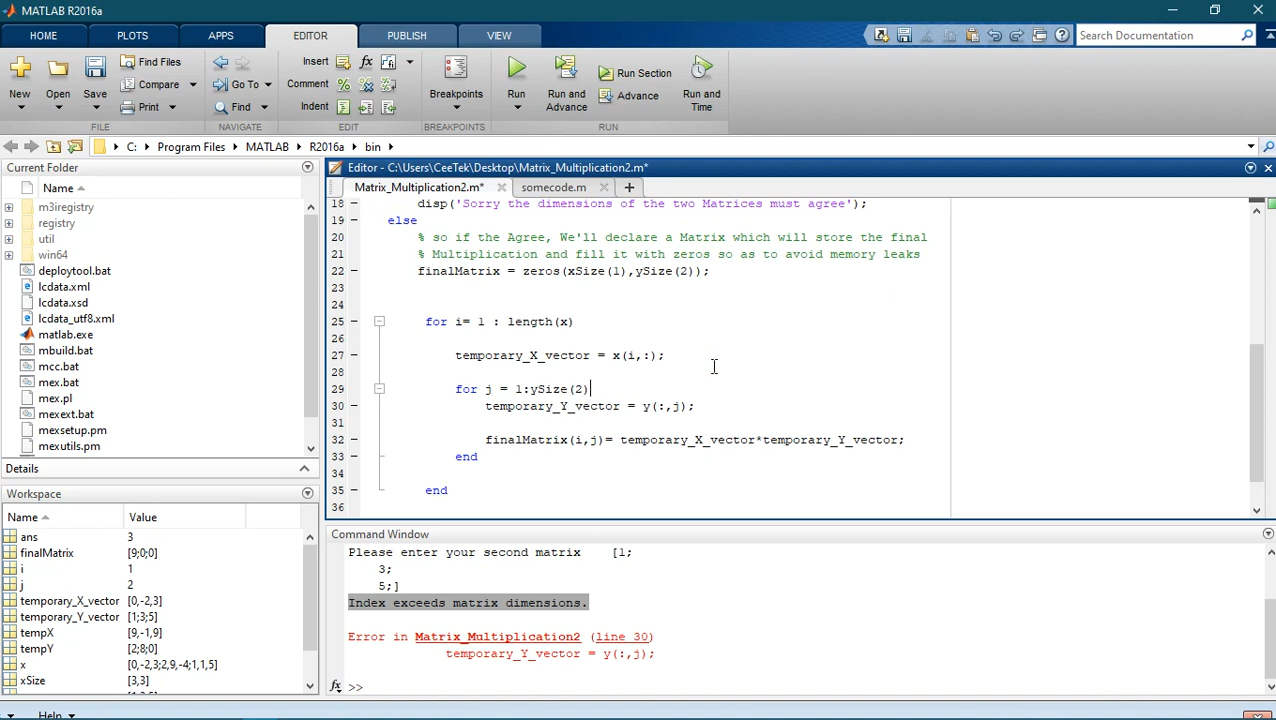 MATLAB R2016a
HOME PLOTS APPS EDITOR PUBLISH VIEW Search Documentation
New Open Save Find Files Compare Print Go To Find Insert Comment Indent Breakpoints Run Run and Advance Run Section Advance Run and Time
FILE NAVIGATE EDIT BREAKPOINTS RUN
C: Program Files MATLAB R2016a bin
Current Folder
Name
m3iregistry
registry
util
win64
deploytool.bat
lcdata.xml
lcdata.xsd
lcdata_utf8.xml
matlab.exe
mbuild.bat
mcc.bat
mex.bat
mex.pl
mexext.bat
mexsetup.pm
mexutils.pm
Details
Workspace
Name Value
ans 3
finalMatrix [9;0;0]
i 1
j 2
temporary_X_vector [0,-2,3]
temporary_Y_vector [1;3;5]
tempX [9,-1,9]
tempY [2;8;0]
x [0,-2,3;2,9,-4;1,1,5]
xSize [3,3]
Editor - C:\Users\CeeTek\Desktop\Matrix_Multiplication2.m*
Matrix_Multiplication2.m* somecode.m
18 disp('Sorry the dimensions of the two Matrices must agree');
19 else
20 % so if the Agree, We'll declare a Matrix which will store the final
21 % Multiplication and fill it with zeros so as to avoid memory leaks
22 finalMatrix = zeros(xSize(1),ySize(2));
23
24
25 for i= 1 : length(x)
26
27 temporary_X_vector = x(i,:);
28
29 for j = 1:ySize(2)
30 temporary_Y_vector = y(:,j);
31
32 finalMatrix(i,j)= temporary_X_vector*temporary_Y_vector;
33 end
34
35 end
36
Command Window
Please enter your second matrix [1;
3;
5;]
Index exceeds matrix dimensions.
Error in Matrix_Multiplication2 (line 30)
temporary_Y_vector = y(:,j);
fx >>
Help